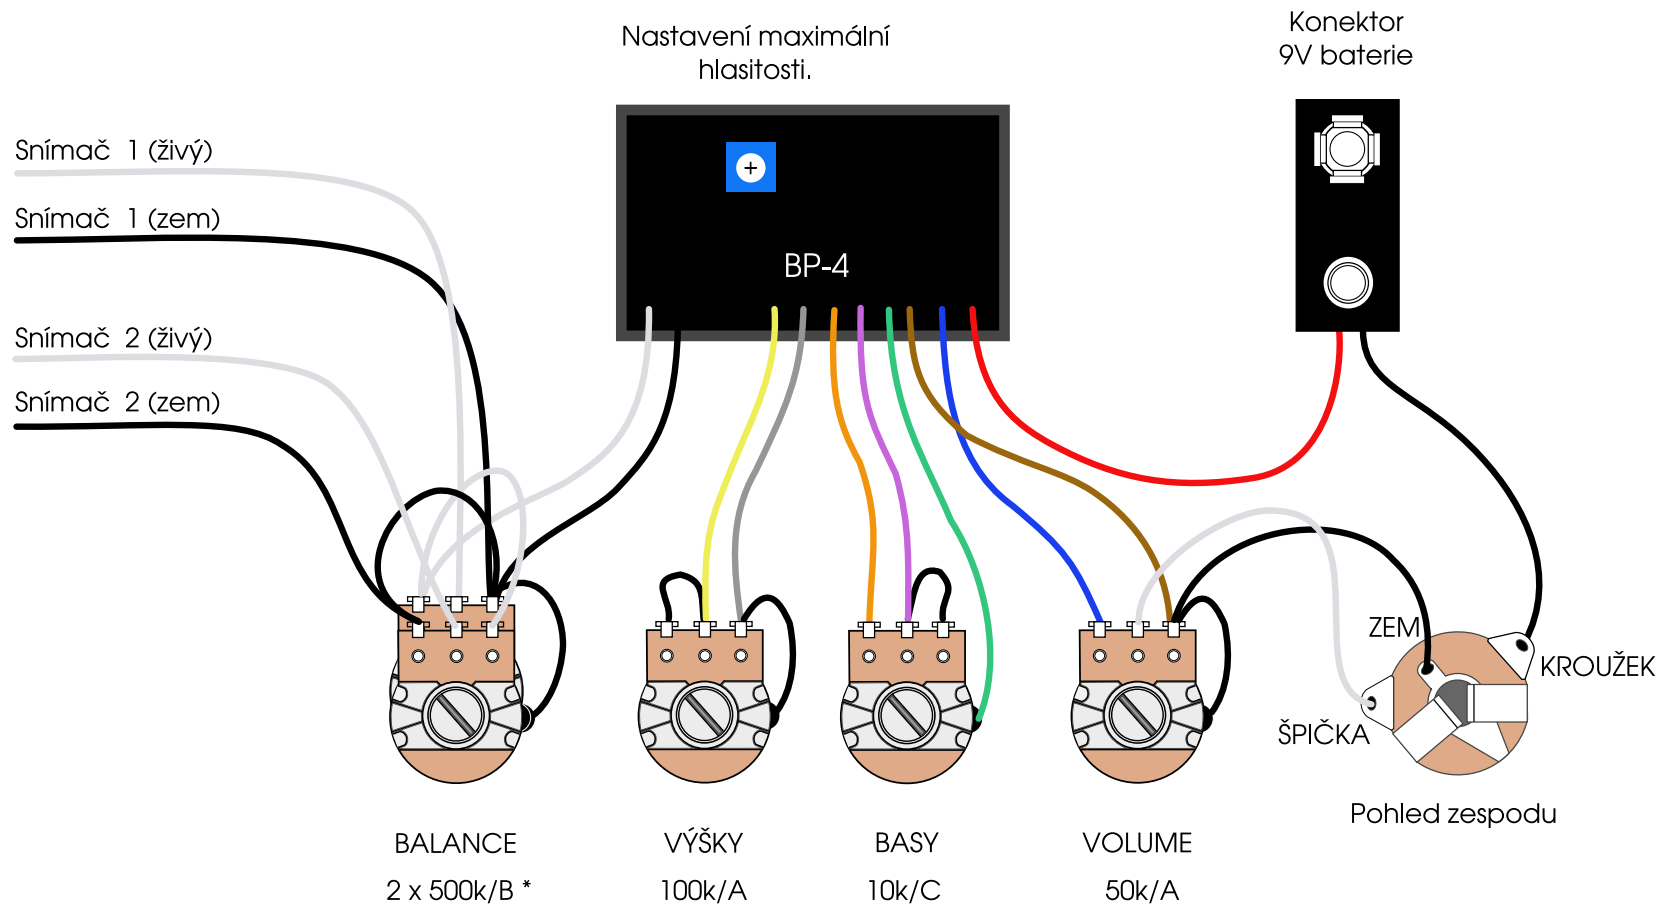 Nastavení maximální
hlasitosti.
Konektor
9V baterie
Snímač 1 (živý)
Snímač 1 (zem)
Snímač 2 (živý)
Snímač 2 (zem)
BP-4
ZEM
KROUŽEK
ŠPIČKA
Pohled zespodu
BALANCE
2 x 500k/B *
VÝŠKY
100k/A
BASY
10k/C
VOLUME
50k/A